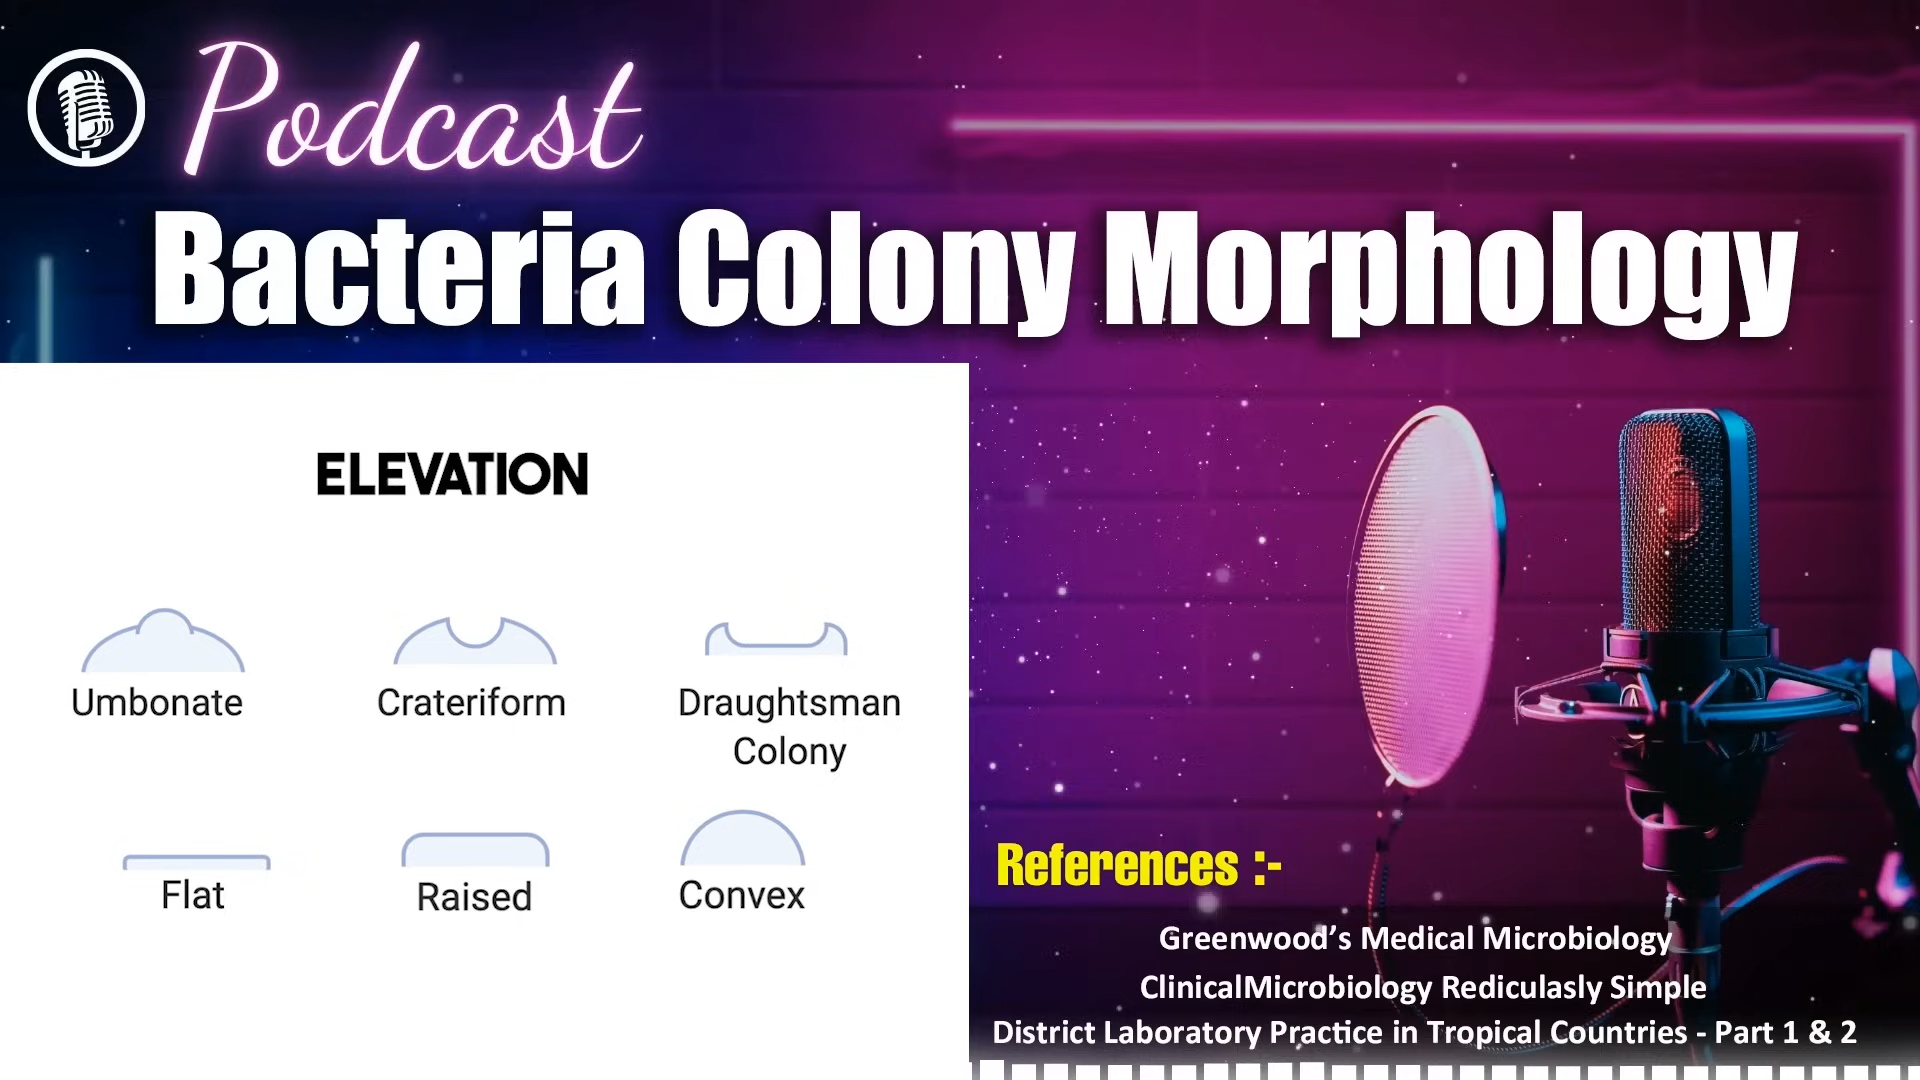 Podcast
Bacteria Colony Morphology
ELEVATION
Umbonate
Crateriform
Draughtsman
Colony
Flat
Raised
Convex
References :-
Greenwood’s Medical Microbiology
ClinicalMicrobiology Rediculasly Simple
District Laboratory Practice in Tropical Countries - Part 1 & 2